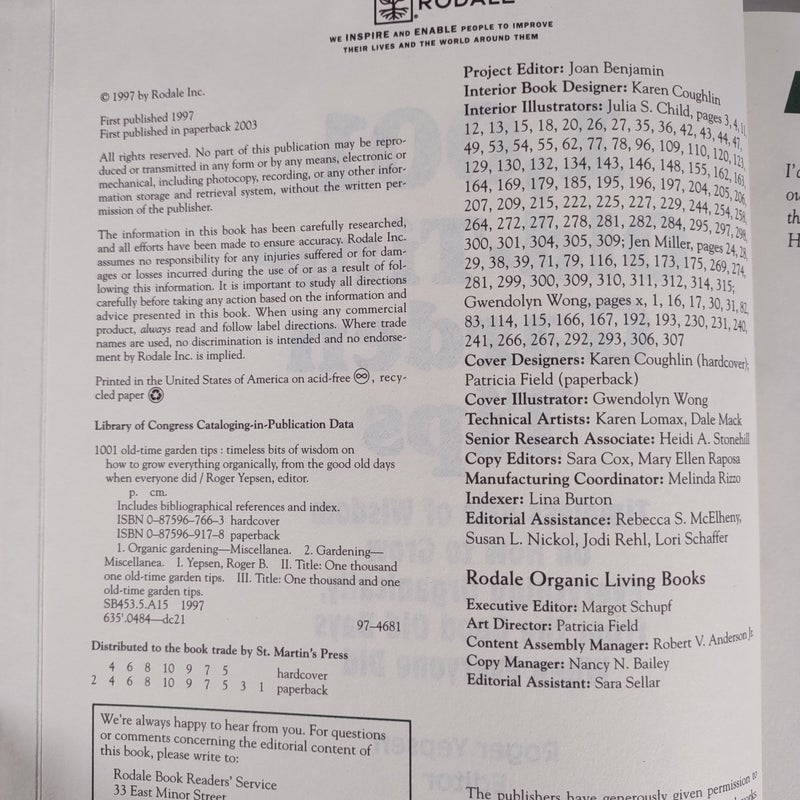 RODALE
WE INSPIRE AND ENABLE PEOPLE TO IMPROVE
THEIR LIVES AND THE WORLD AROUND THEM
© 1997 by Rodale Inc.
First published 1997
First published in paperback 2003
All rights reserved. No part of this publication may be repro-
duced or transmitted in any form or by any means, electronic or
mechanical, including photocopy, recording, or any other infor-
mation storage and retrieval system, without the written per-
mission of the publisher.
The information in this book has been carefully researched,
and all efforts have been made to ensure accuracy. Rodale Inc.
assumes no responsibility for any injuries suffered or for dam-
ages or losses incurred during the use of or as a result of fol-
lowing this information. It is important to study all directions
carefully before taking any action based on the information and
advice presented in this book. When using any commercial
product, always read and follow label directions. Where trade
names are used, no discrimination is intended and no endorse-
ment by Rodale Inc. is implied.
Printed in the United States of America on acid-free , recy-
cled paper
Library of Congress Cataloging-in-Publication Data
1001 old-time garden tips : timeless bits of wisdom on
how to grow everything organically, from the good old days
when everyone did / Roger Yepsen, editor.
p. cm.
Includes bibliographical references and index.
ISBN 0–87596–766–3 hardcover
ISBN 0–87596–917–8 paperback
1. Organic gardening—Miscellanea. 2. Gardening—
Miscellanea. I. Yepsen, Roger B. II. Title: One thousand
one old-time garden tips. III. Title: One thousand and one
old-time garden tips.
SB453.5.A15 1997
635'.0484—dc21 97–4681
Distributed to the book trade by St. Martin's Press
4 6 8 10 9 7 5 hardcover
2 4 6 8 10 9 7 5 3 1 paperback
We're always happy to hear from you. For questions
or comments concerning the editorial content of
this book, please write to:
Rodale Book Readers' Service
33 East Minor Street
Project Editor: Joan Benjamin
Interior Book Designer: Karen Coughlin
Interior Illustrators: Julia S. Child, pages 3, 4, 11,
12, 13, 15, 18, 20, 26, 27, 35, 36, 42, 43, 44, 47,
49, 53, 54, 55, 62, 77, 78, 96, 109, 110, 120, 123,
129, 130, 132, 134, 143, 146, 148, 155, 162, 163,
164, 169, 179, 185, 195, 196, 197, 204, 205, 206,
207, 209, 215, 222, 225, 227, 229, 244, 254, 258,
264, 272, 277, 278, 281, 282, 284, 295, 297, 298,
300, 301, 304, 305, 309; Jen Miller, pages 24, 28,
29, 38, 39, 71, 79, 116, 125, 173, 175, 269, 274,
281, 299, 300, 309, 310, 311, 312, 314, 315;
Gwendolyn Wong, pages x, 1, 16, 17, 30, 31, 82,
83, 114, 115, 166, 167, 192, 193, 230, 231, 240,
241, 266, 267, 292, 293, 306, 307
Cover Designers: Karen Coughlin (hardcover);
Patricia Field (paperback)
Cover Illustrator: Gwendolyn Wong
Technical Artists: Karen Lomax, Dale Mack
Senior Research Associate: Heidi A. Stonehill
Copy Editors: Sara Cox, Mary Ellen Raposa
Manufacturing Coordinator: Melinda Rizzo
Indexer: Lina Burton
Editorial Assistance: Rebecca S. McElheny,
Susan L. Nickol, Jodi Rehl, Lori Schaffer
Rodale Organic Living Books
Executive Editor: Margot Schupf
Art Director: Patricia Field
Content Assembly Manager: Robert V. Anderson Jr.
Copy Manager: Nancy N. Bailey
Editorial Assistant: Sara Sellar
The publishers have generously given permission to